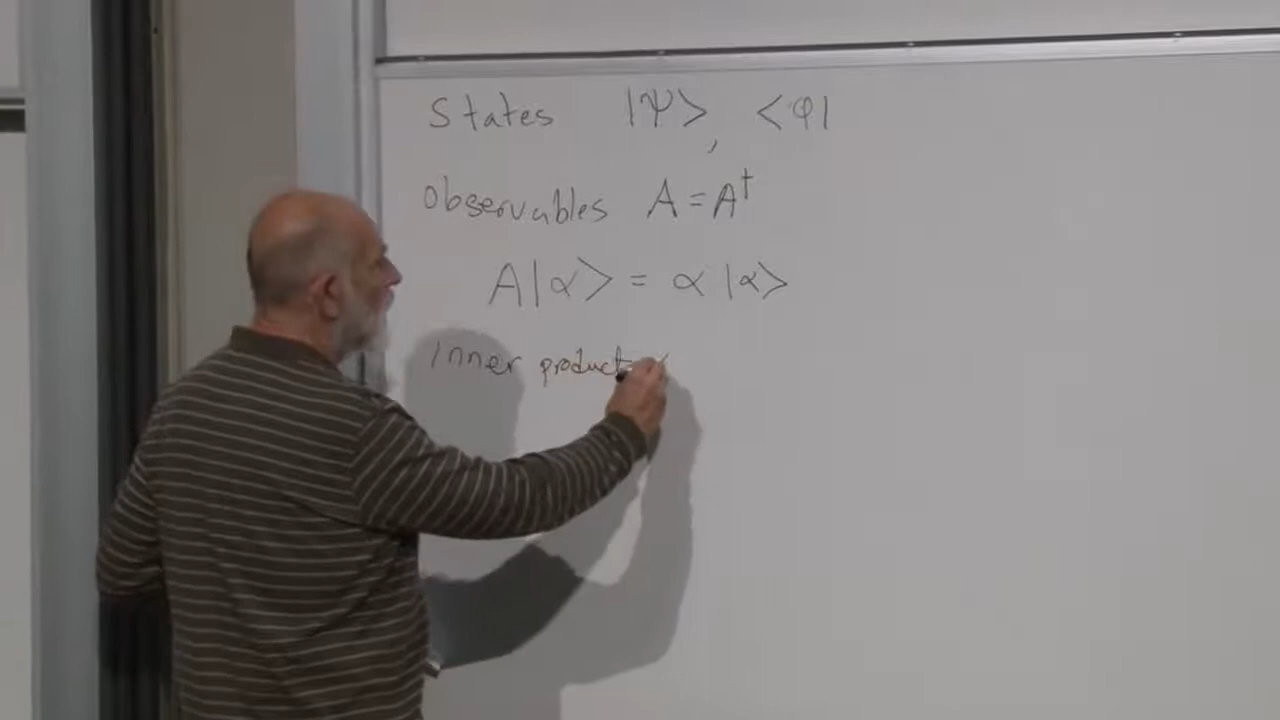 States |Ψ>, <φ|
Observables A = A†
A|α> = α |α>
Inner product